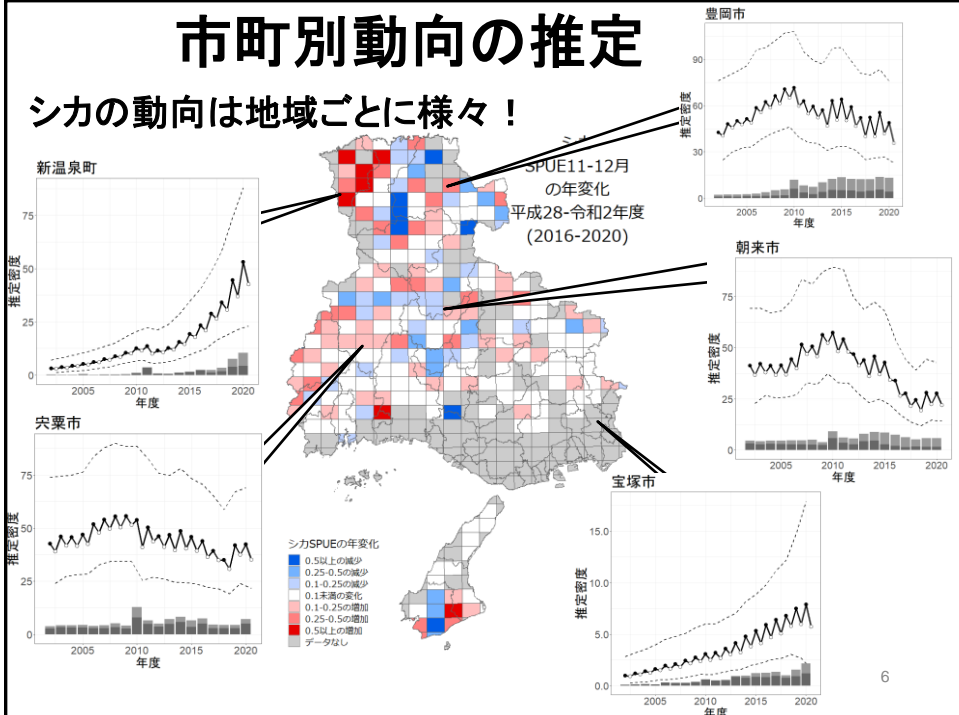 市町別動向の推定
シカの動向は地域ごとに様々！
豊岡市
90
60
30
0
推定密度
2005
2010
2015
2020
年度
新温泉町
75
50
25
0
推定密度
2005
2010
2015
2020
年度
シカ
SPUE11-12月
の年変化
平成28-令和2年度
(2016-2020)
朝来市
75
50
25
0
推定密度
2005
2010
2015
2020
年度
宍粟市
75
50
25
0
推定密度
2005
2010
2015
2020
年度
シカSPUEの年変化
0.5以上の減少
0.25-0.5の減少
0.1-0.25の減少
0.1未満の変化
0.1-0.25の増加
0.25-0.5の増加
0.5以上の増加
データなし
宝塚市
15.0
10.0
5.0
0.0
推定密度
2005
2010
2015
2020
年度
6